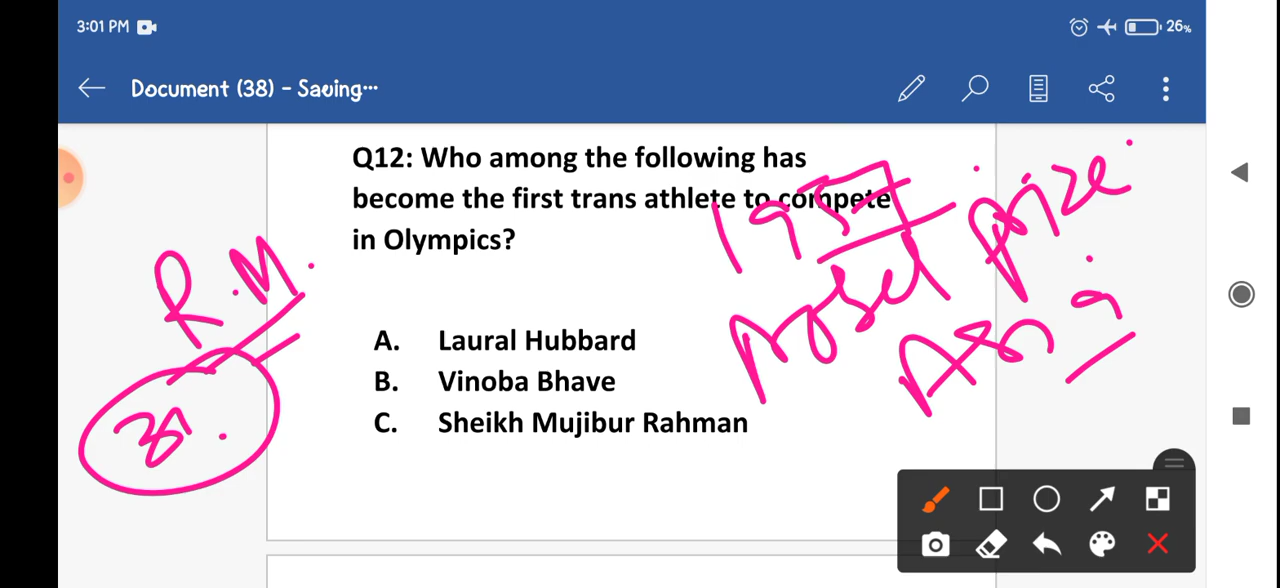 3:01 PM
26%
Document (38) - Saving...
Q12: Who among the following has
become the first trans athlete to compete
in Olympics?
1957
prize
R.M.
Asia
A. Laural Hubbard
B. Vinoba Bhave
C. Sheikh Mujibur Rahman